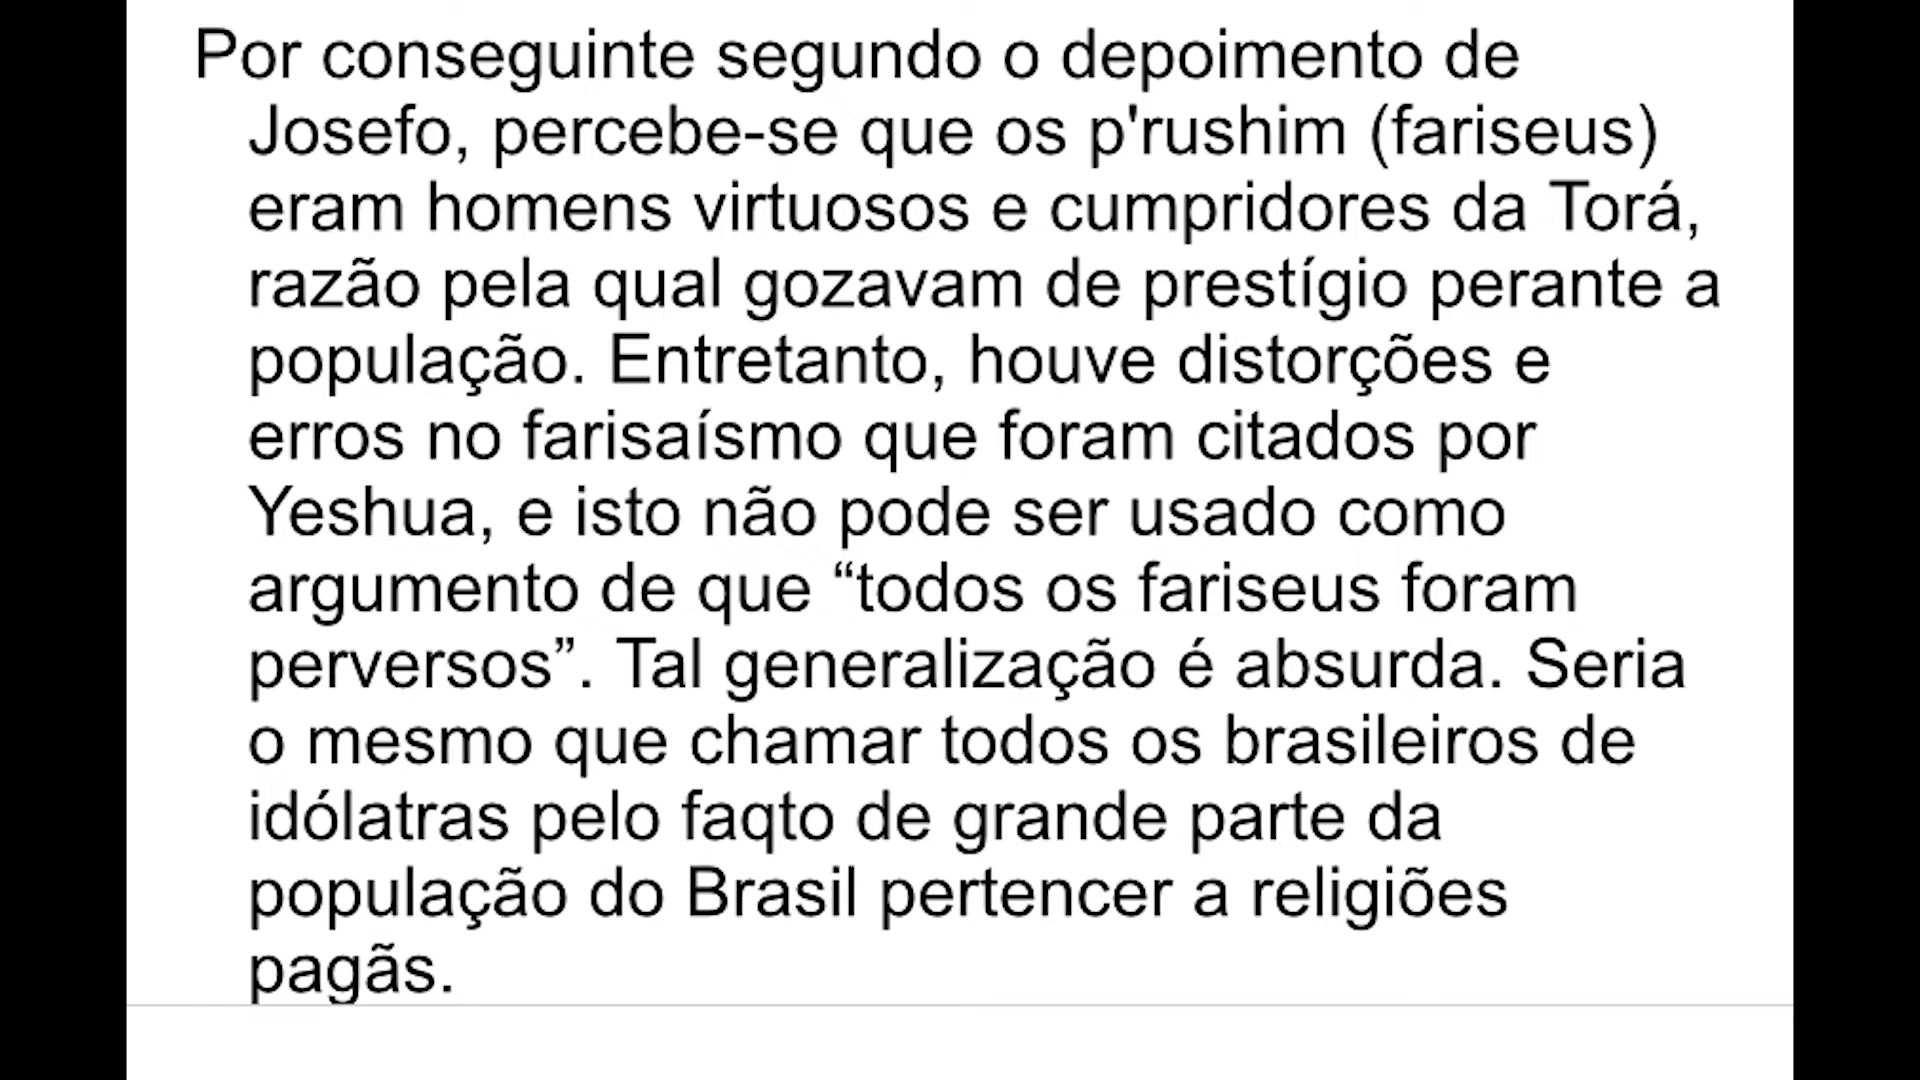 Por conseguinte segundo o depoimento de
Josefo, percebe-se que os p'rushim (fariseus)
eram homens virtuosos e cumpridores da Torá,
razão pela qual gozavam de prestígio perante a
população. Entretanto, houve distorções e
erros no farisaísmo que foram citados por
Yeshua, e isto não pode ser usado como
argumento de que “todos os fariseus foram
perversos”. Tal generalização é absurda. Seria
o mesmo que chamar todos os brasileiros de
idólatras pelo faqto de grande parte da
população do Brasil pertencer a religiões
pagãs.